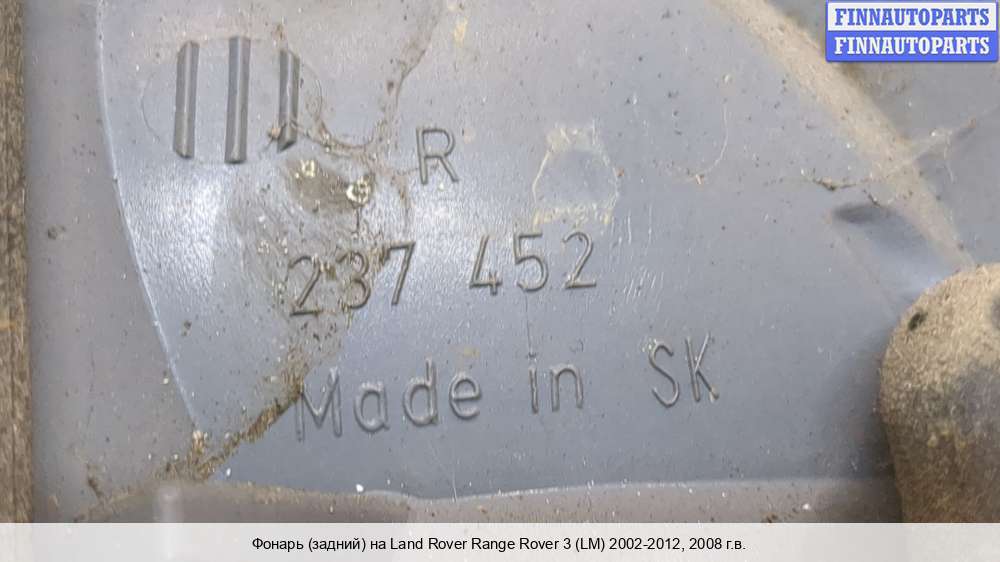 FINNAUTOPARTS
FINNAUTOPARTS
R
237 452
Made in SK
Фонарь (задний) на Land Rover Range Rover 3 (LM) 2002-2012, 2008 г.в.